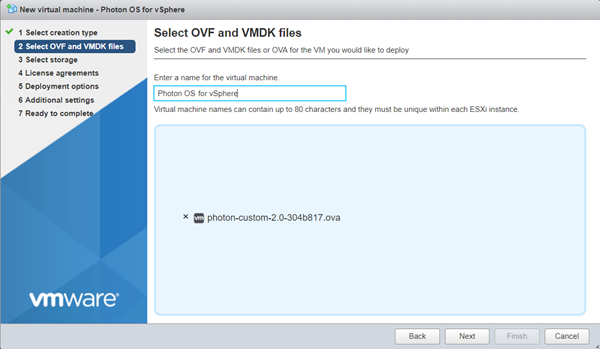 New virtual machine - Photon OS for vSphere
1 Select creation type
2 Select OVF and VMDK files
3 Select storage
4 License agreements
5 Deployment options
6 Additional settings
7 Ready to complete
Select OVF and VMDK files
Select the OVF and VMDK files or OVA for the VM you would like to deploy
Enter a name for the virtual machine.
Photon OS for vSphere
Virtual machine names can contain up to 80 characters and they must be unique within each ESXi instance.
× vm photon-custom-2.0-304b817.ova
vmware®
Back
Next
Finish
Cancel